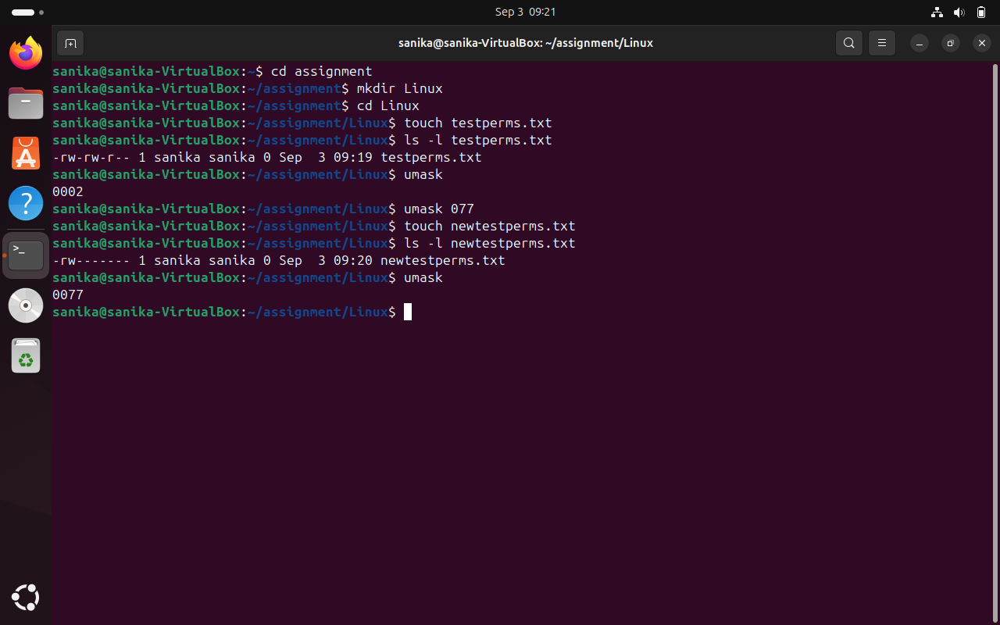 Sep 3 09:21
sanika@sanika-VirtualBox: ~/assignment/Linux
sanika@sanika-VirtualBox:~$ cd assignment
sanika@sanika-VirtualBox:~/assignment$ mkdir Linux
sanika@sanika-VirtualBox:~/assignment$ cd Linux
sanika@sanika-VirtualBox:~/assignment/Linux$ touch testperms.txt
sanika@sanika-VirtualBox:~/assignment/Linux$ ls -l testperms.txt
-rw-rw-r-- 1 sanika sanika 0 Sep  3 09:19 testperms.txt
sanika@sanika-VirtualBox:~/assignment/Linux$ umask
0002
sanika@sanika-VirtualBox:~/assignment/Linux$ umask 077
sanika@sanika-VirtualBox:~/assignment/Linux$ touch newtestperms.txt
sanika@sanika-VirtualBox:~/assignment/Linux$ ls -l newtestperms.txt
-rw------- 1 sanika sanika 0 Sep  3 09:20 newtestperms.txt
sanika@sanika-VirtualBox:~/assignment/Linux$ umask
0077
sanika@sanika-VirtualBox:~/assignment/Linux$